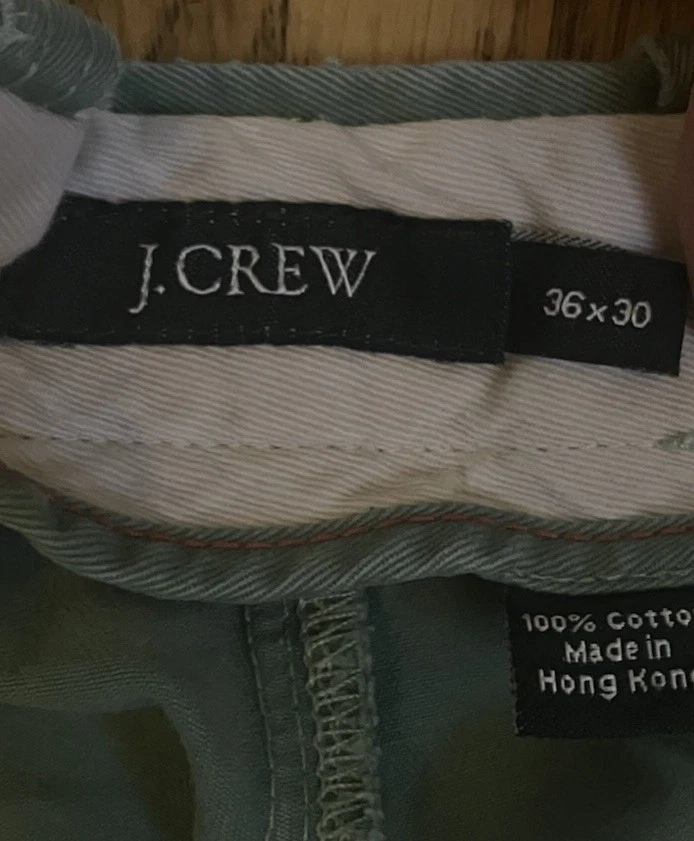 J.CREW
36x30
100% Cotto
Made in
Hong Kon